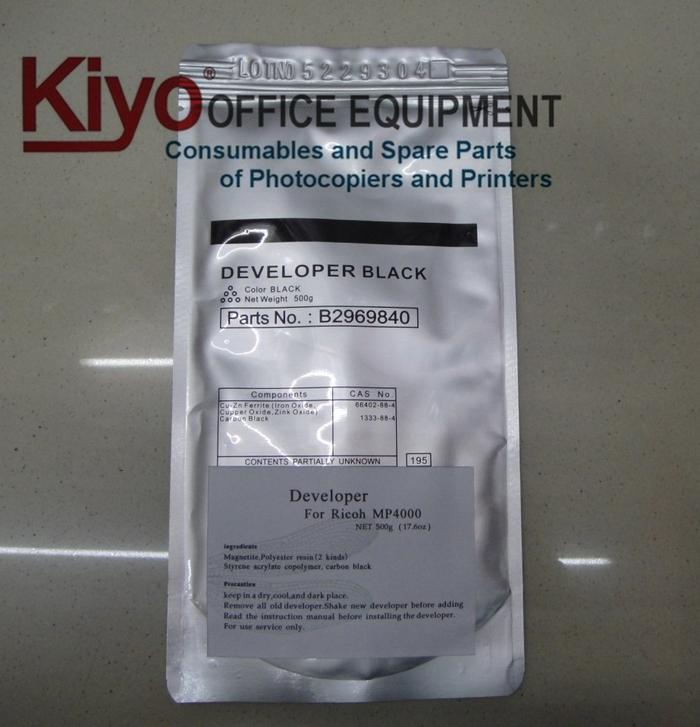 LOTNO 5229304
Kiyo® OFFICE EQUIPMENT
Consumables and Spare Parts
of Photocopiers and Printers
DEVELOPER BLACK
Color BLACK
Net Weight 500g
Parts No. : B2969840
Components CAS No.
Cu-Zn Ferrite (Iron Oxide, 66402-68-4
Cupper Oxide,Zink Oxide)
Carbon Black 1333-88-4
CONTENTS PARTIALLY UNKNOWN 195
Developer
For Ricoh MP4000
NET 500g (17.6oz)
ingredients
Magnetite,Polyester resin(2 kinds)
Styrene acrylate copolymer, carbon black
Precaution
keep in a dry,cool,and dark place.
Remove all old developer.Shake new developer before adding
Read the instruction manual before installing the developer.
For use service only.